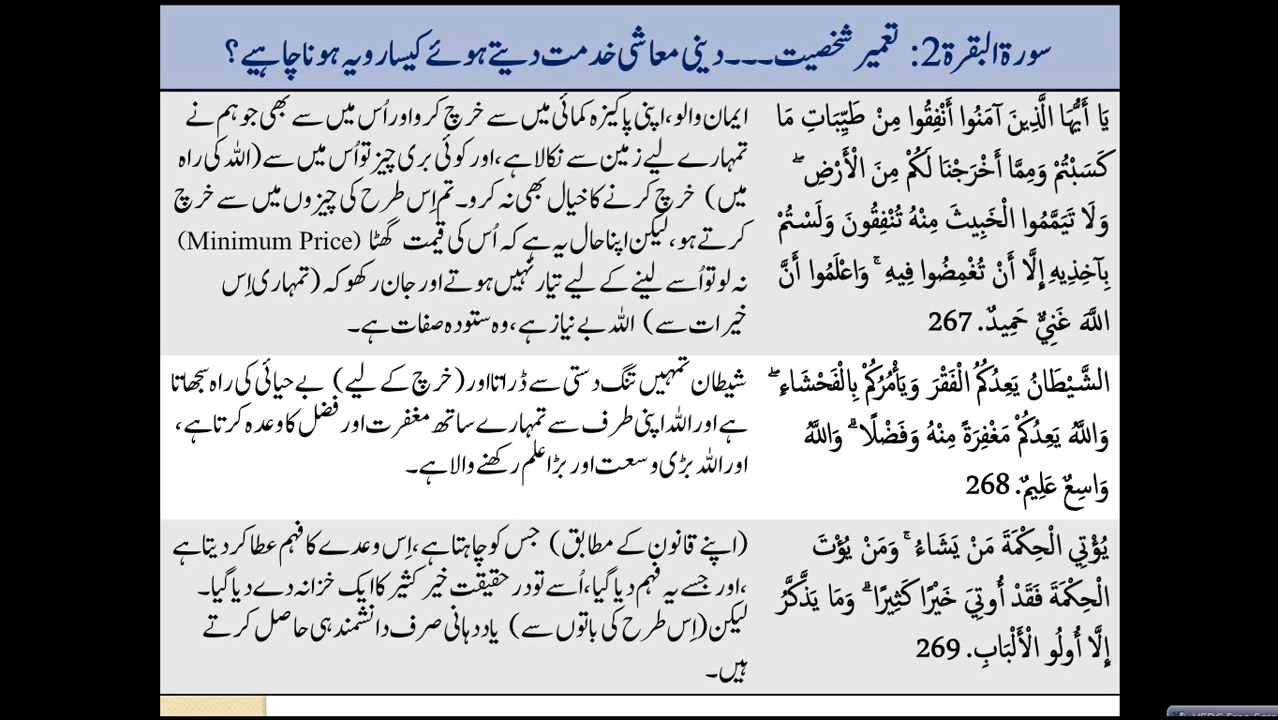 سورۃ البقرۃ 2: تعمیر شخصیت۔۔۔دینی معاشی خدمت دیتے ہوئے کیسا رویہ ہونا چاہیے؟
يَا أَيُّهَا الَّذِينَ آمَنُوا أَنْفِقُوا مِنْ طَيِّبَاتِ مَا
كَسَبْتُمْ وَمِمَّا أَخْرَجْنَا لَكُمْ مِنَ الْأَرْضِ ۖ
وَلَا تَيَمَّمُوا الْخَبِيثَ مِنْهُ تُنْفِقُونَ وَلَسْتُمْ
بِآخِذِيهِ إِلَّا أَنْ تُغْمِضُوا فِيهِ ۚ وَاعْلَمُوا أَنَّ
اللَّهَ غَنِيٌّ حَمِيدٌ. 267
ایمان والو، اپنی پاکیزہ کمائی میں سے خرچ کرو اور اُس میں سے بھی جو ہم نے
تمہارے لیے زمین سے نکالا ہے، اور کوئی بری چیز تو اُس میں سے (اللہ کی راہ
میں) خرچ کرنے کا خیال بھی نہ کرو۔ تم اِس طرح کی چیزوں میں سے خرچ
کرتے ہو، لیکن اپنا حال یہ ہے کہ اُس کی قیمت گھٹا (Minimum Price)
نہ لو تو اُسے لینے کے لیے تیار نہیں ہوتے اور جان رکھو کہ (تمہاری اِس
خیرات سے) اللہ بے نیاز ہے، وہ ستودہ صفات ہے۔
الشَّيْطَانُ يَعِدُكُمُ الْفَقْرَ وَيَأْمُرُكُمْ بِالْفَحْشَاءِ ۖ
وَاللَّهُ يَعِدُكُمْ مَغْفِرَةً مِنْهُ وَفَضْلًا ۗ وَاللَّهُ
وَاسِعٌ عَلِيمٌ. 268
شیطان تمہیں تنگ دستی سے ڈراتا اور (خرچ کے لیے) بے حیائی کی راہ سجھاتا
ہے اور اللہ اپنی طرف سے تمہارے ساتھ مغفرت اور فضل کا وعدہ کرتا ہے،
اور اللہ بڑی وسعت اور بڑا علم رکھنے والا ہے۔
يُؤْتِي الْحِكْمَةَ مَنْ يَشَاءُ ۚ وَمَنْ يُؤْتَ
الْحِكْمَةَ فَقَدْ أُوتِيَ خَيْرًا كَثِيرًا ۗ وَمَا يَذَّكَّرُ
إِلَّا أُولُو الْأَلْبَابِ. 269
(اپنے قانون کے مطابق) جس کو چاہتا ہے، اِس وعدے کا فہم عطا کر دیتا ہے
،اور جسے یہ فہم دیا گیا، اُسے تو در حقیقت خیر کثیر کا ایک خزانہ دے دیا گیا۔
لیکن (اِس طرح کی باتوں سے) یاد دہانی صرف دانش مند ہی حاصل کرتے
ہیں۔